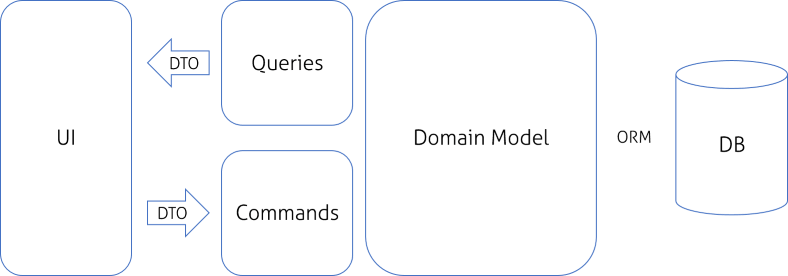 DTO
Queries
UI
Domain Model
ORM
DB
DTO
Commands